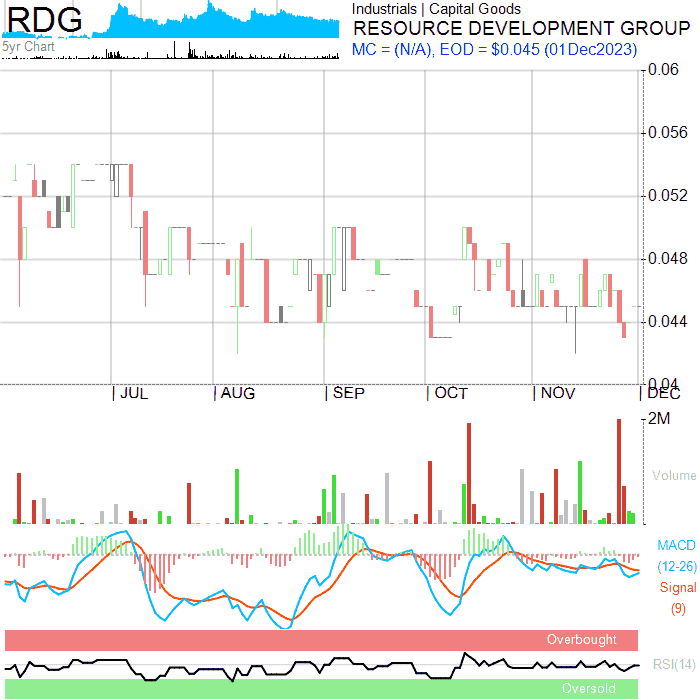 RDG
5yr Chart
Industrials | Capital Goods
RESOURCE DEVELOPMENT GROUP
MC = (N/A), EOD = $0.045 (01Dec2023)
0.06
0.056
0.052
0.048
0.044
0.04
| JUL | AUG | SEP | OCT | NOV | DEC
2M
Volume
MACD
(12-26)
Signal
(9)
Overbought
RSI(14)
Oversold